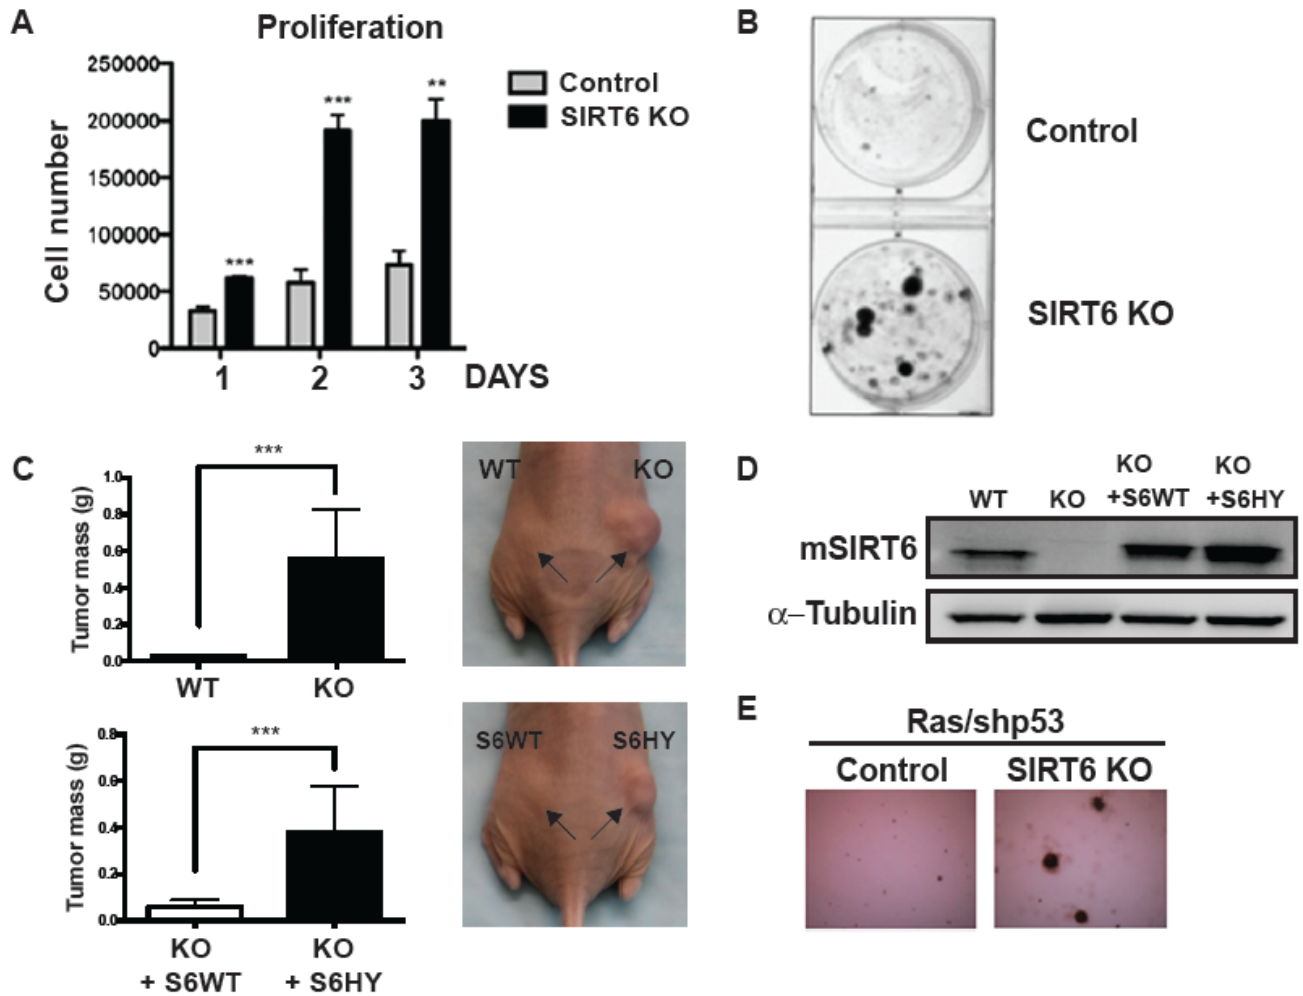 A
Proliferation
250000
200000
150000
100000
50000
0
Cell number
***
***
**
1 2 3 DAYS
Control
SIRT6 KO
B
Control
SIRT6 KO
C
Tumor mass (g)
1.0
0.8
0.6
0.4
0.2
0.0
***
WT KO
WT KO
Tumor mass (g)
0.8
0.6
0.4
0.2
0.0
***
KO KO
+ S6WT + S6HY
S6WT S6HY
D
KO KO
WT KO +S6WT +S6HY
mSIRT6
α–Tubulin
E
Ras/shp53
Control SIRT6 KO